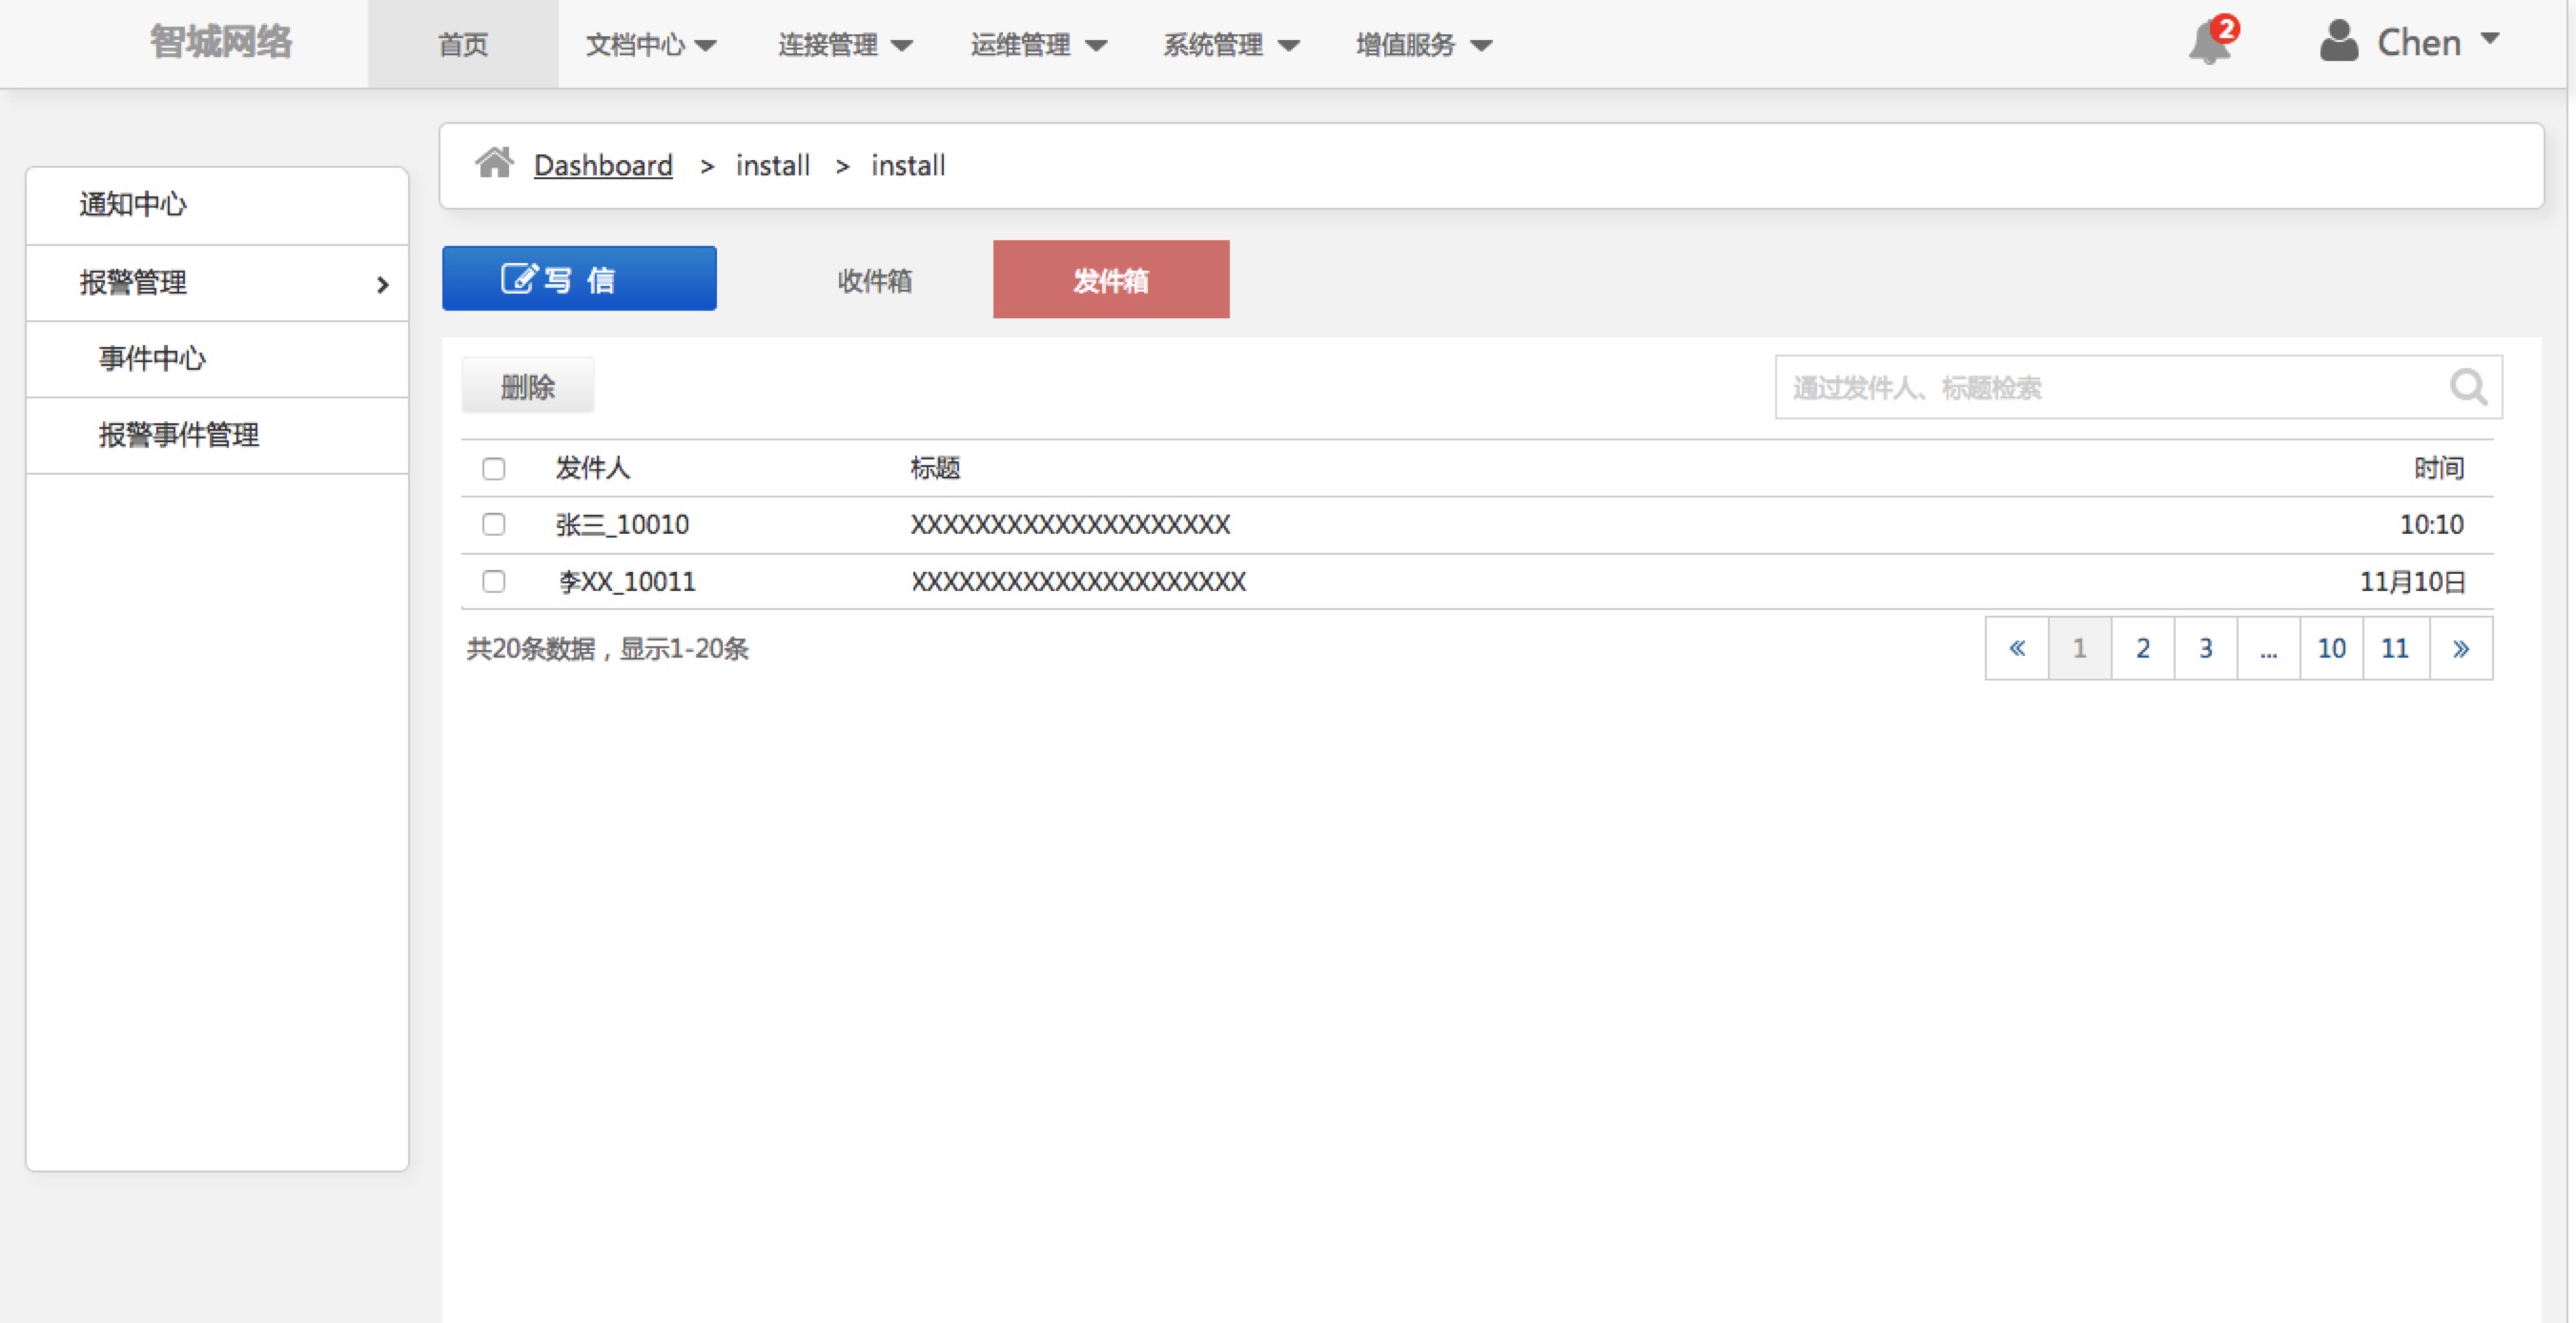 智城网络 首页 文档中心 连接管理 运维管理 系统管理 增值服务 2 Chen
Dashboard > install > install
通知中心
报警管理
事件中心
报警事件管理
写 信 收件箱 发件箱
删除 通过发件人、标题检索
发件人 标题 时间
张三_10010 XXXXXXXXXXXXXXXXXXXX 10:10
李XX_10011 XXXXXXXXXXXXXXXXXXXXX 11月10日
共20条数据，显示1-20条 « 1 2 3 ... 10 11 »